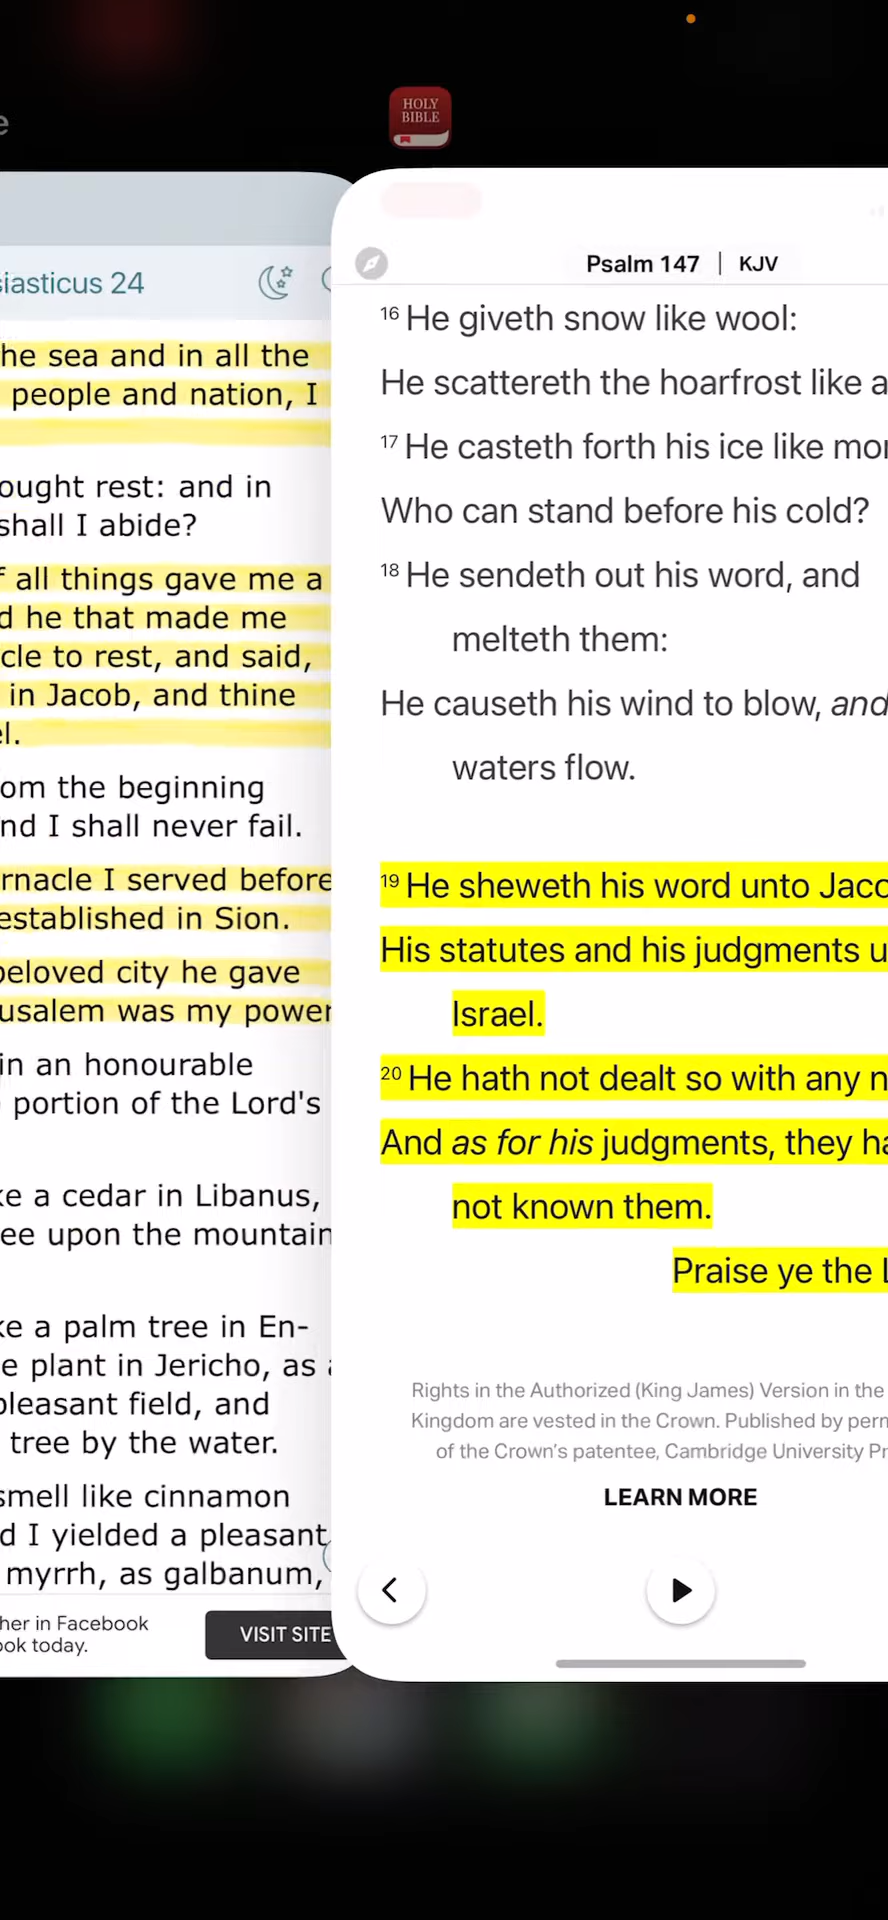 HOLY
BIBLE
siasticus 24
he sea and in all the
people and nation, I
ought rest: and in
shall I abide?
f all things gave me a
d he that made me
cle to rest, and said,
in Jacob, and thine
el.
om the beginning
nd I shall never fail.
rnacle I served before
established in Sion.
beloved city he gave
usalem was my power
in an honourable
portion of the Lord's
ke a cedar in Libanus,
ee upon the mountain
ke a palm tree in En-
e plant in Jericho, as
pleasant field, and
tree by the water.
smell like cinnamon
d I yielded a pleasant
myrrh, as galbanum,
her in Facebook
ook today.
VISIT SITE
Psalm 147 | KJV
16 He giveth snow like wool:
He scattereth the hoarfrost like a
17 He casteth forth his ice like mor
Who can stand before his cold?
18 He sendeth out his word, and
melteth them:
He causeth his wind to blow, and
waters flow.
19 He sheweth his word unto Jaco
His statutes and his judgments u
Israel.
20 He hath not dealt so with any n
And as for his judgments, they ha
not known them.
Praise ye the L
Rights in the Authorized (King James) Version in the
Kingdom are vested in the Crown. Published by perm
of the Crown's patentee, Cambridge University Pr
LEARN MORE